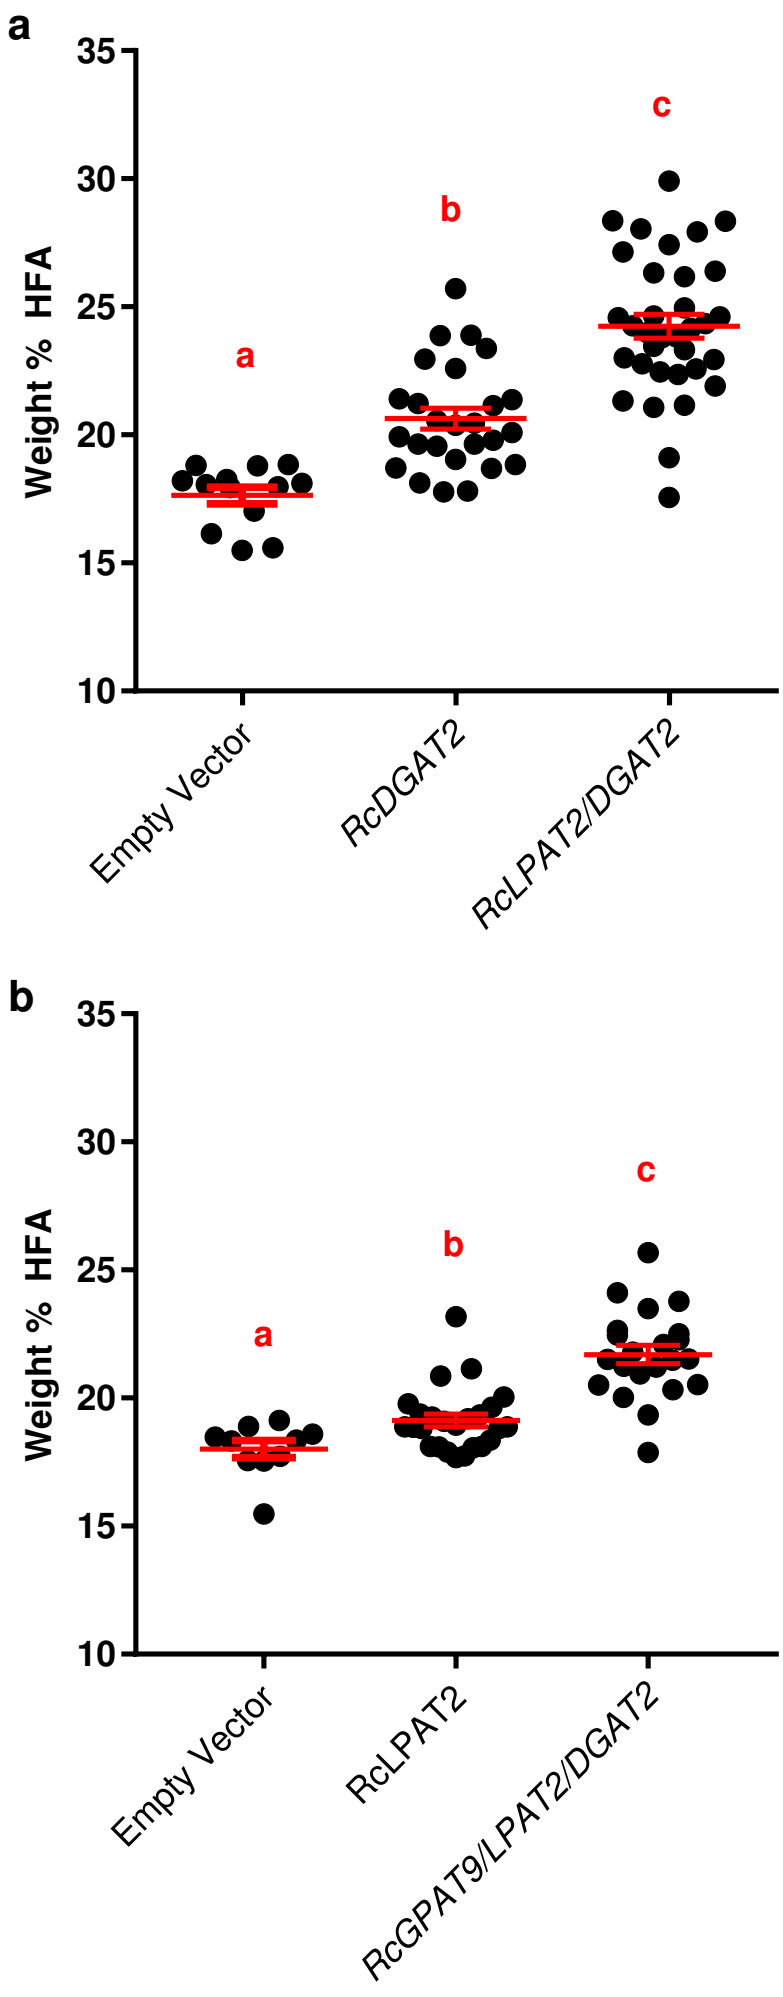 a
35
30
25
20
15
10
Weight % HFA
a
b
c
Empty Vector
RcDGAT2
RcLPAT2/DGAT2
b
35
30
25
20
15
10
Weight % HFA
a
b
c
Empty Vector
RcLPAT2
RcGPAT9/LPAT2/DGAT2